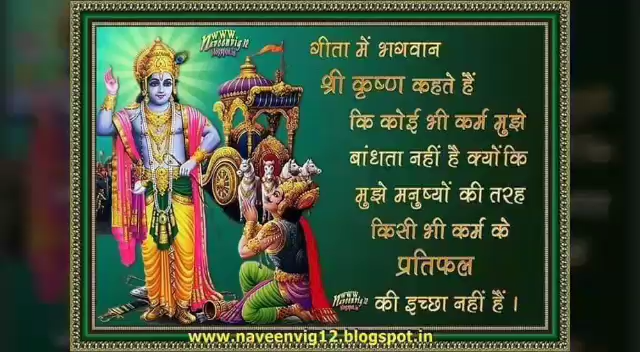 गीता में भगवान
श्री कृष्ण कहते हैं
कि कोई भी कर्म मुझे
बांधता नहीं है क्योंकि
मुझे मनुष्यों की तरह
किसी भी कर्म के
प्रतिफल
की इच्छा नहीं हैं ।
www.naveenvig12.blogspot.in